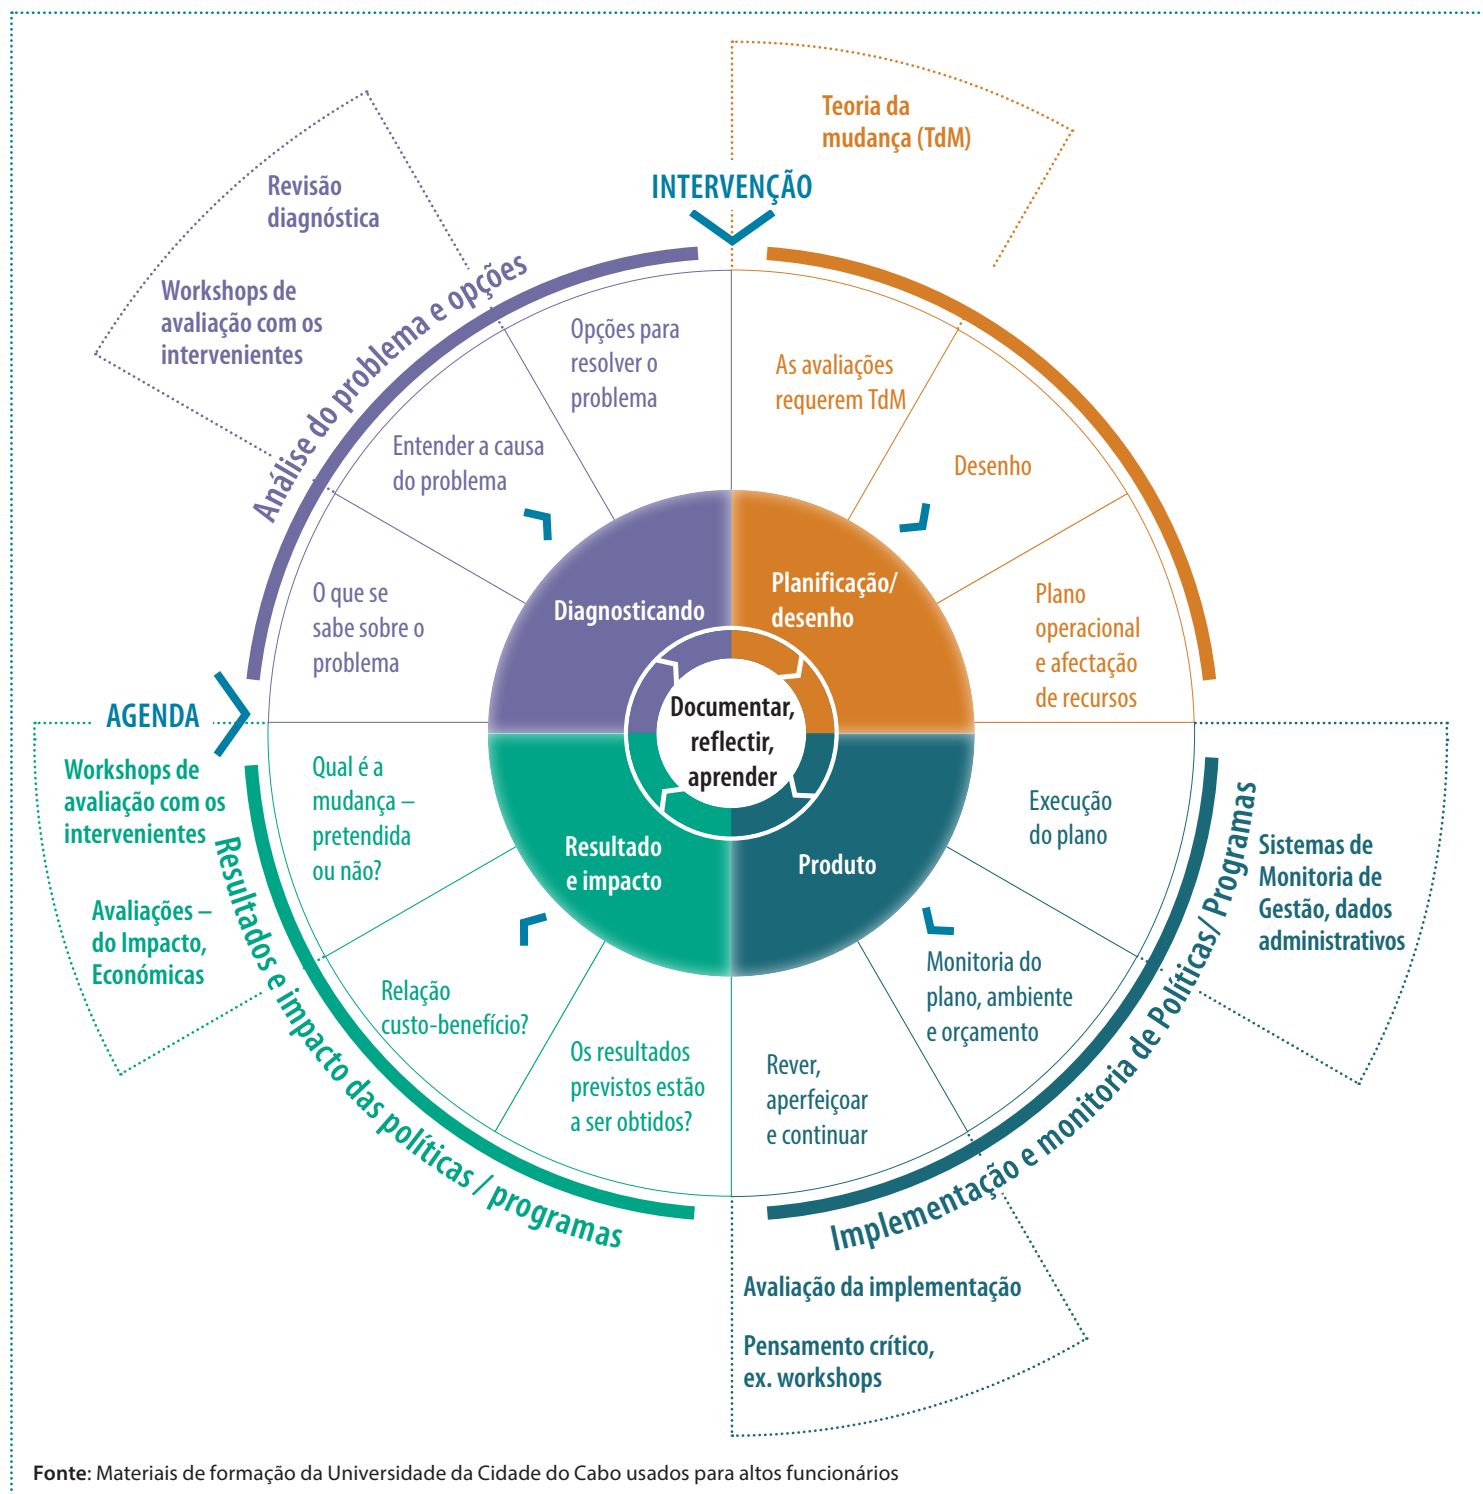 Teoria da
mudança (TdM)
INTERVENÇÃO
Revisão
diagnóstica
Workshops de
avaliação com os
intervenientes
Análise do problema e opções
Opções para
resolver o
problema
Entender a causa
do problema
O que se
sabe sobre o
problema
As avaliações
requerem TdM
Desenho
Plano
operacional
e afectação
de recursos
Diagnosticando
Planificação/
desenho
Documentar,
reflectir,
aprender
Resultado
e impacto
Produto
AGENDA
Workshops de
avaliação com os
intervenientes
Avaliações –
do Impacto,
Económicas
Resultados e impacto das políticas / programas
Qual é a
mudança –
pretendida
ou não?
Relação
custo-benefício?
Os resultados
previstos estão
a ser obtidos?
Execução
do plano
Monitoria do
plano, ambiente
e orçamento
Rever,
aperfeiçoar
e continuar
Implementação e monitoria de Políticas/ Programas
Sistemas de
Monitoria de
Gestão, dados
administrativos
Avaliação da implementação
Pensamento crítico,
ex. workshops
Fonte: Materiais de formação da Universidade da Cidade do Cabo usados para altos funcionários